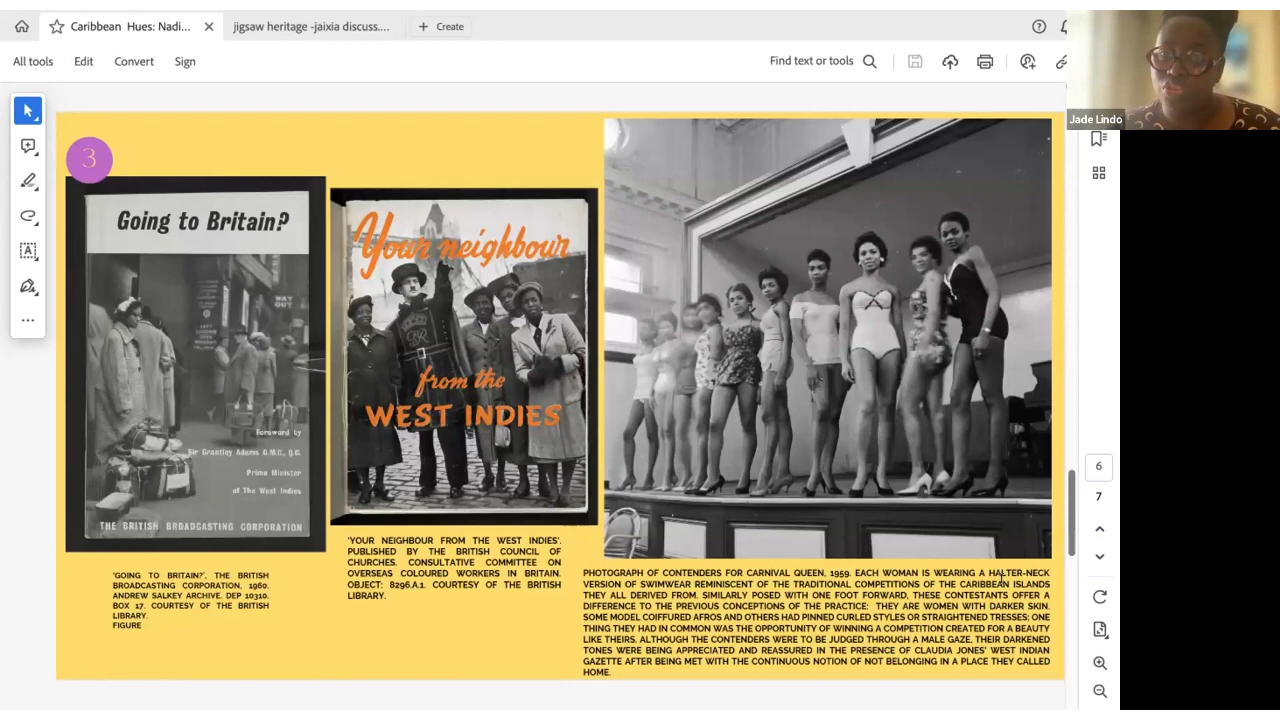 Caribbean Hues: Nadi...
jigsaw heritage -jaixia discuss....
Create
All tools
Edit
Convert
Sign
Find text or tools
Jade Lindo
3
Going to Britain?
Foreword by
Sir Grantley Adams C.M.G., Q.C.
Prime Minister
of The West Indies
THE BRITISH BROADCASTING CORPORATION
WAY
OUT
Your neighbour
from the
WEST INDIES
'GOING TO BRITAIN?', THE BRITISH
BROADCASTING CORPORATION, 1960.
ANDREW SALKEY ARCHIVE. DEP 10310.
BOX 17. COURTESY OF THE BRITISH
LIBRARY.
FIGURE
'YOUR NEIGHBOUR FROM THE WEST INDIES'.
PUBLISHED BY THE BRITISH COUNCIL OF
CHURCHES. CONSULTATIVE COMMITTEE ON
OVERSEAS COLOURED WORKERS IN BRITAIN.
OBJECT: 8296.A.1. COURTESY OF THE BRITISH
LIBRARY.
PHOTOGRAPH OF CONTENDERS FOR CARNIVAL QUEEN, 1959. EACH WOMAN IS WEARING A HALTER-NECK
VERSION OF SWIMWEAR REMINISCENT OF THE TRADITIONAL COMPETITIONS OF THE CARIBBEAN ISLANDS
THEY ALL DERIVED FROM. SIMILARLY POSED WITH ONE FOOT FORWARD, THESE CONTESTANTS OFFER A
DIFFERENCE TO THE PREVIOUS CONCEPTIONS OF THE PRACTICE: THEY ARE WOMEN WITH DARKER SKIN.
SOME MODEL COIFFURED AFROS AND OTHERS HAD PINNED CURLED STYLES OR STRAIGHTENED TRESSES; ONE
THING THEY HAD IN COMMON WAS THE OPPORTUNITY OF WINNING A COMPETITION CREATED FOR A BEAUTY
LIKE THEIRS. ALTHOUGH THE CONTENDERS WERE TO BE JUDGED THROUGH A MALE GAZE, THEIR DARKENED
TONES WERE BEING APPRECIATED AND REASSURED IN THE PRESENCE OF CLAUDIA JONES' WEST INDIAN
GAZETTE AFTER BEING MET WITH THE CONTINUOUS NOTION OF NOT BELONGING IN A PLACE THEY CALLED
HOME.
6
7